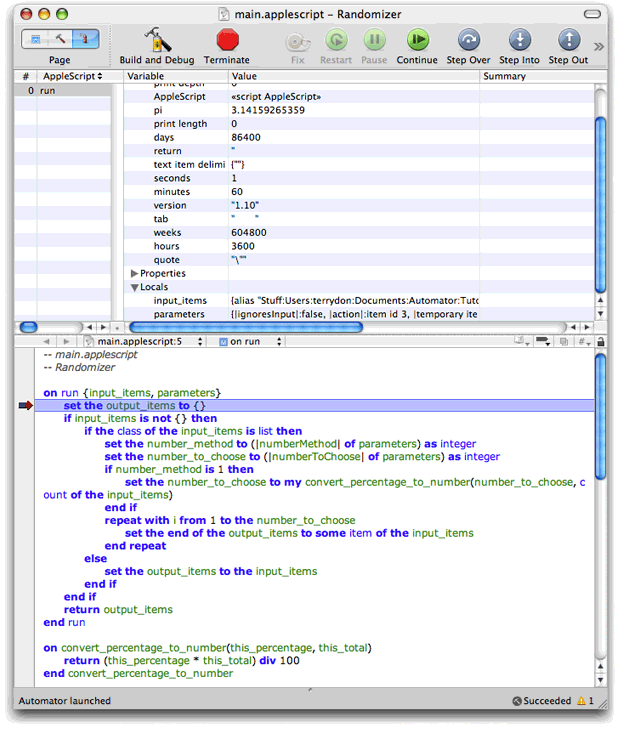 main.applescript – Randomizer
Page
Build and Debug
Terminate
Fix
Restart
Pause
Continue
Step Over
Step Into
Step Out
»
# AppleScript Variable Value Summary
0 run
print depth 0
AppleScript «script AppleScript»
pi 3.14159265359
print length 0
days 86400
return "
text item delimi {""}
seconds 1
minutes 60
version "1.10"
tab "      "
weeks 604800
hours 3600
quote "\""
Properties
Locals
input_items {alias "Stuff:Users:terrydon:Documents:Automator:Tuto
parameters {|ignoresInput|:false, |action|:item id 3, |temporary ite
main.applescript:5 on run #
-- main.applescript
-- Randomizer
on run {input_items, parameters}
set the output_items to {}
if input_items is not {} then
if the class of the input_items is list then
set the number_method to (|numberMethod| of parameters) as integer
set the number_to_choose to (|numberToChoose| of parameters) as integer
if number_method is 1 then
set the number_to_choose to my convert_percentage_to_number(number_to_choose, c
ount of the input_items)
end if
repeat with i from 1 to the number_to_choose
set the end of the output_items to some item of the input_items
end repeat
else
set the output_items to the input_items
end if
end if
return output_items
end run
on convert_percentage_to_number(this_percentage, this_total)
return (this_percentage * this_total) div 100
end convert_percentage_to_number
Automator launched
Succeeded 1